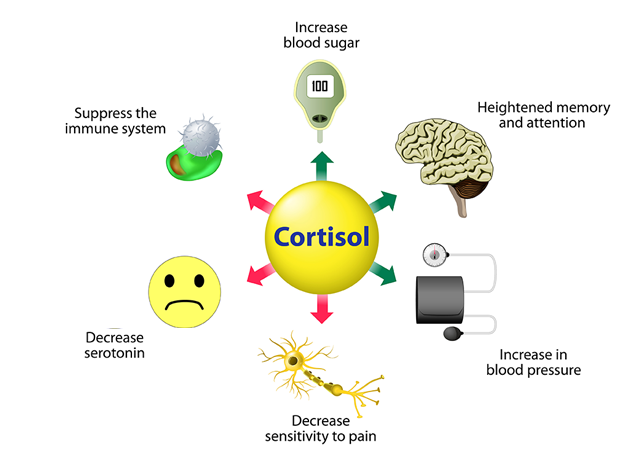 Increase
blood sugar
100
Suppress the
immune system
Heightened memory
and attention
Cortisol
Decrease
serotonin
Increase in
blood pressure
Decrease
sensitivity to pain